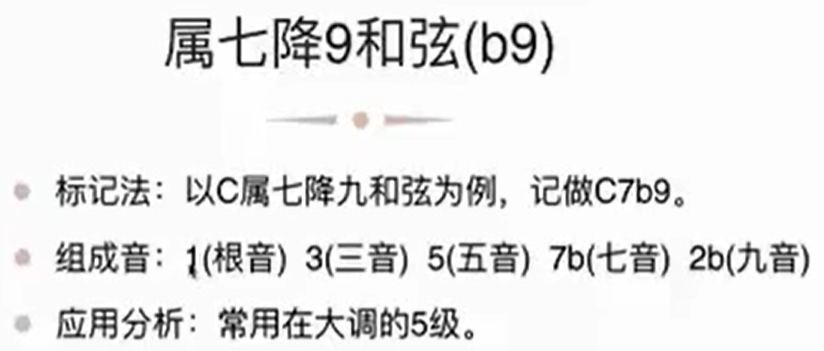 属七降9和弦(b9)
标记法：以C属七降九和弦为例，记做C7b9。
组成音：1(根音) 3(三音) 5(五音) 7b(七音) 2b(九音)
应用分析：常用在大调的5级。